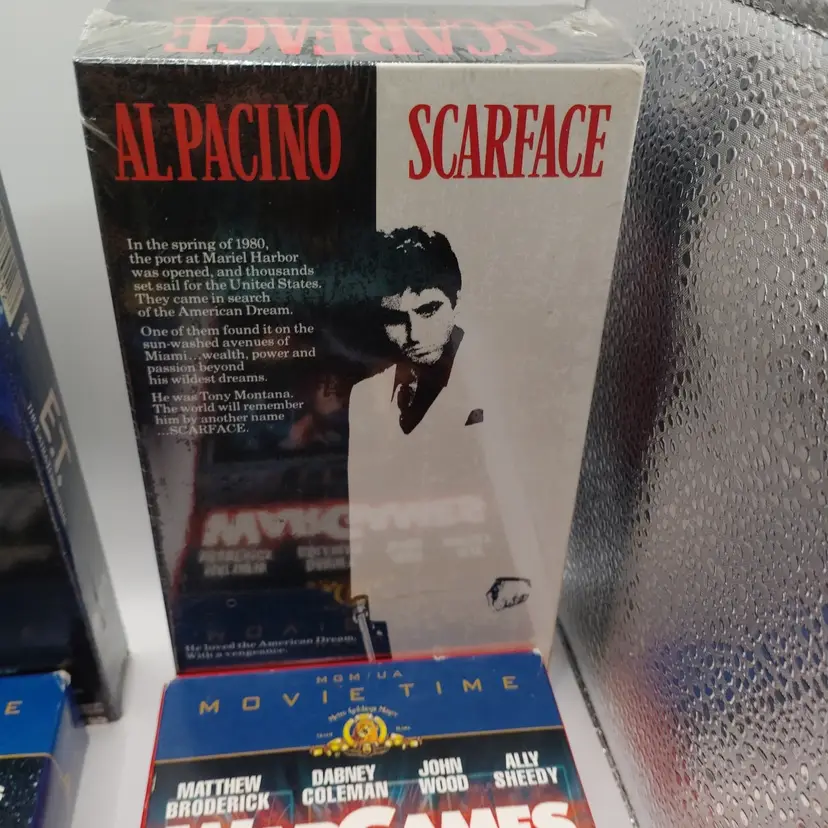 SCARFACE
AL PACINO
SCARFACE
In the spring of 1980,
the port at Mariel Harbor
was opened, and thousands
set sail for the United States.
They came in search
of the American Dream.
One of them found it on the
sun-washed avenues of
Miami...wealth, power and
passion beyond
his wildest dreams.
He was Tony Montana.
The world will remember
him by another name
...SCARFACE.
He loved the American Dream.
With a vengeance.
E.T.
MGM/UA
MOVIE TIME
MATTHEW
BRODERICK
DABNEY
COLEMAN
JOHN
WOOD
ALLY
SHEEDY
WARGAMES
E